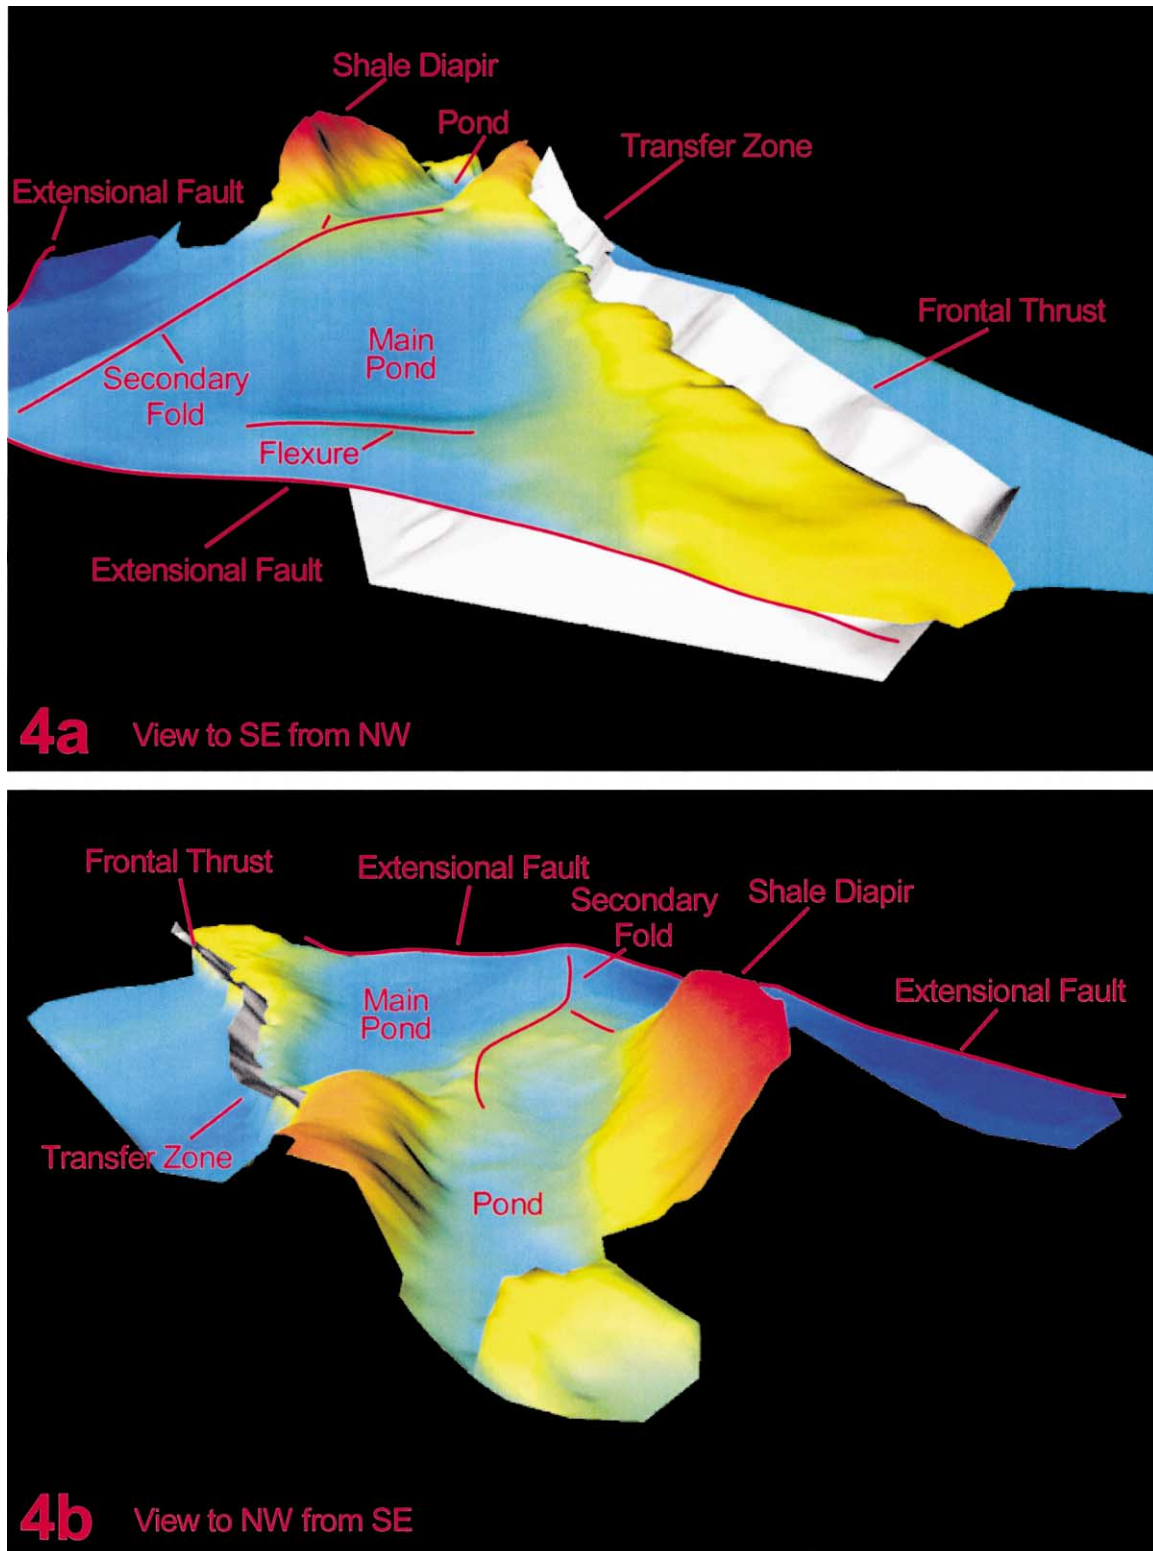 Shale Diapir
Pond
Transfer Zone
Extensional Fault
Frontal Thrust
Main
Pond
Secondary
Fold
Flexure
Extensional Fault
4a View to SE from NW
Frontal Thrust
Extensional Fault
Secondary
Fold
Shale Diapir
Extensional Fault
Main
Pond
Transfer Zone
Pond
4b View to NW from SE